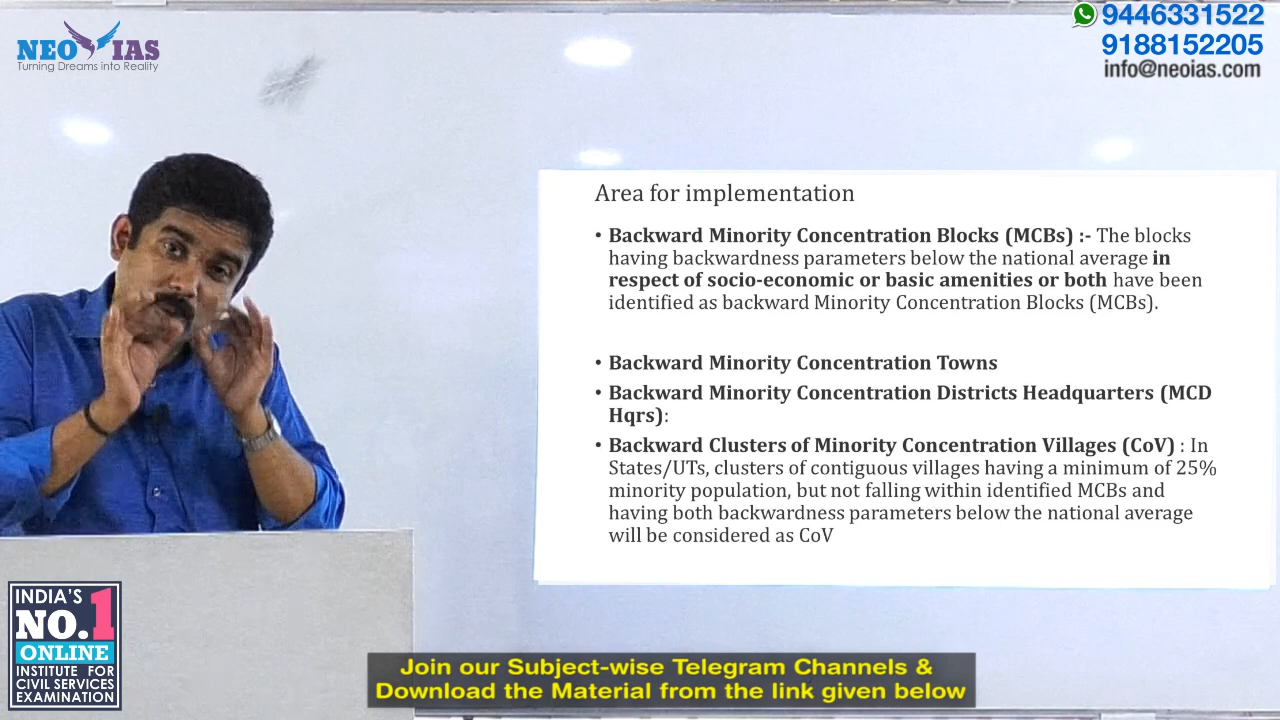 NEO IAS
Turning Dreams into Reality
9446331522
9188152205
info@neoias.com
Area for implementation
• Backward Minority Concentration Blocks (MCBs) :- The blocks
having backwardness parameters below the national average in
respect of socio-economic or basic amenities or both have been
identified as backward Minority Concentration Blocks (MCBs).
• Backward Minority Concentration Towns
• Backward Minority Concentration Districts Headquarters (MCD
Hqrs):
• Backward Clusters of Minority Concentration Villages (CoV) : In
States/UTs, clusters of contiguous villages having a minimum of 25%
minority population, but not falling within identified MCBs and
having both backwardness parameters below the national average
will be considered as CoV
INDIA'S
NO.1
ONLINE
INSTITUTE FOR
CIVIL SERVICES
EXAMINATION
Join our Subject-wise Telegram Channels &
Download the Material from the link given below